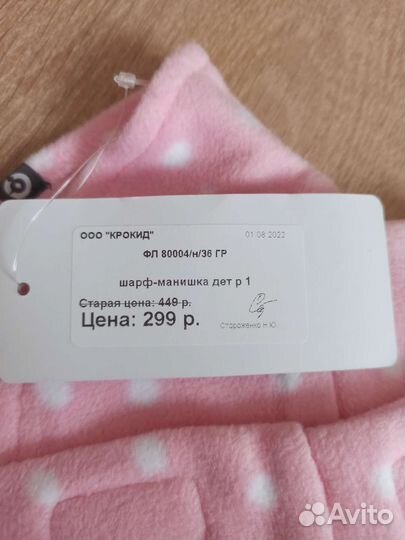 ООО "КРОКИД" 01.08.2022
ФЛ 80004/н/36 ГР
шарф-манишка дет р 1
Старая цена: 449 р.
Цена: 299 р.
Стороженко Н.Ю.
Avito